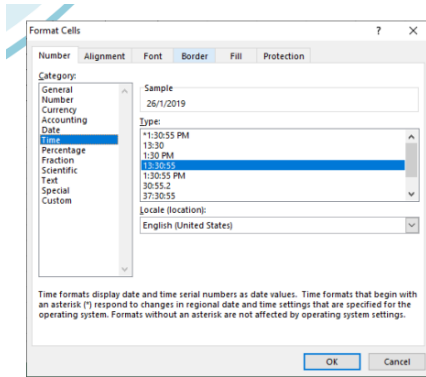 Format Cells ? ×
Number Alignment Font Border Fill Protection
Category:
General
Number
Currency
Accounting
Date
Time
Percentage
Fraction
Scientific
Text
Special
Custom
Sample
26/1/2019
Type:
*1:30:55 PM
13:30
1:30 PM
13:30:55
1:30:55 PM
30:55.2
37:30:55
Locale (location):
English (United States)
Time formats display date and time serial numbers as date values. Time formats that begin with
an asterisk (*) respond to changes in regional date and time settings that are specified for the
operating system. Formats without an asterisk are not affected by operating system settings.
OK Cancel